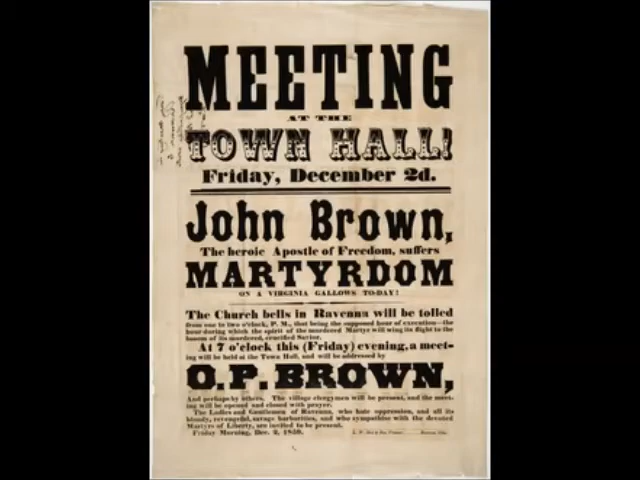 MEETING
AT THE
TOWN HALL!
Friday, December 2d.
John Brown,
The heroic Apostle of Freedom, suffers
MARTYRDOM
ON A VIRGINIA GALLOWS TO-DAY!
The Church bells in Ravenna will be tolled
from one to two o'clock, P. M., that being the supposed hour of execution—the
hour during which the spirit of the murdered Martyr will wing its flight to the
bosom of its murdered, crucified Savior.
At 7 o'clock this (Friday) evening, a meet-
ing will be held at the Town Hall, and will be addressed by
O.P. BROWN,
And perhaps by others. The village clergymen will be present, and the meet-
ing will be opened and closed with prayer.
The Ladies and Gentlemen of Ravenna, who hate oppression, and all its
bloody, revengeful, savage barbarities, and who sympathise with the devoted
Martyrs of Liberty, are invited to be present.
Friday Morning, Dec. 2, 1859.